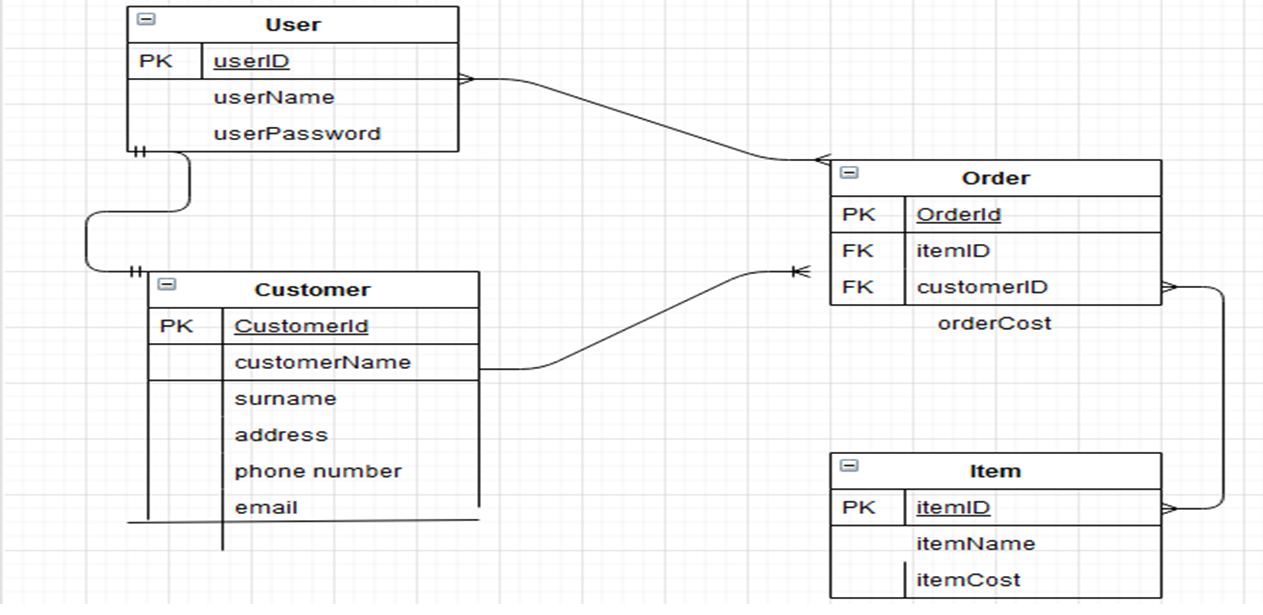 User
PK userID
userName
userPassword
Customer
PK CustomerId
customerName
surname
address
phone number
email
Order
PK OrderId
FK itemID
FK customerID
orderCost
Item
PK itemID
itemName
itemCost